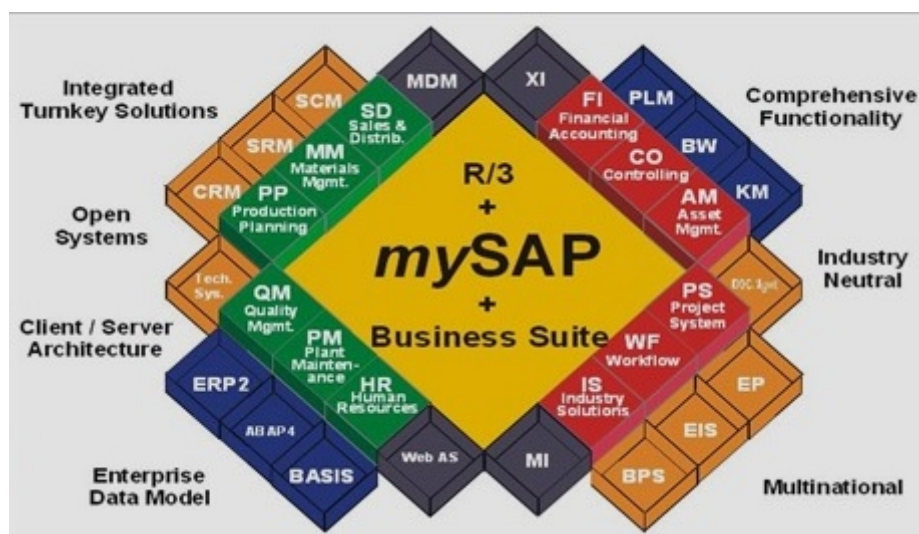 Integrated
Turnkey Solutions
Open
Systems
Client / Server
Architecture
Enterprise
Data Model
Comprehensive
Functionality
Industry
Neutral
Multinational
MDM
XI
SCM
SRM
CRM
Tech.
Sys.
SD
Sales &
Distrib.
MM
Materials
Mgmt.
PP
Production
Planning
FI
Financial
Accounting
CO
Controlling
AM
Asset
Mgmt.
PLM
BW
KM
R/3
+
mySAP
+
Business Suite
QM
Quality
Mgmt.
PM
Plant
Mainten-
ance
HR
Human
Resources
PS
Project
System
WF
Workflow
IS
Industry
Solutions
ERP2
ABAP4
BASIS
Web AS
MI
EP
EIS
BPS